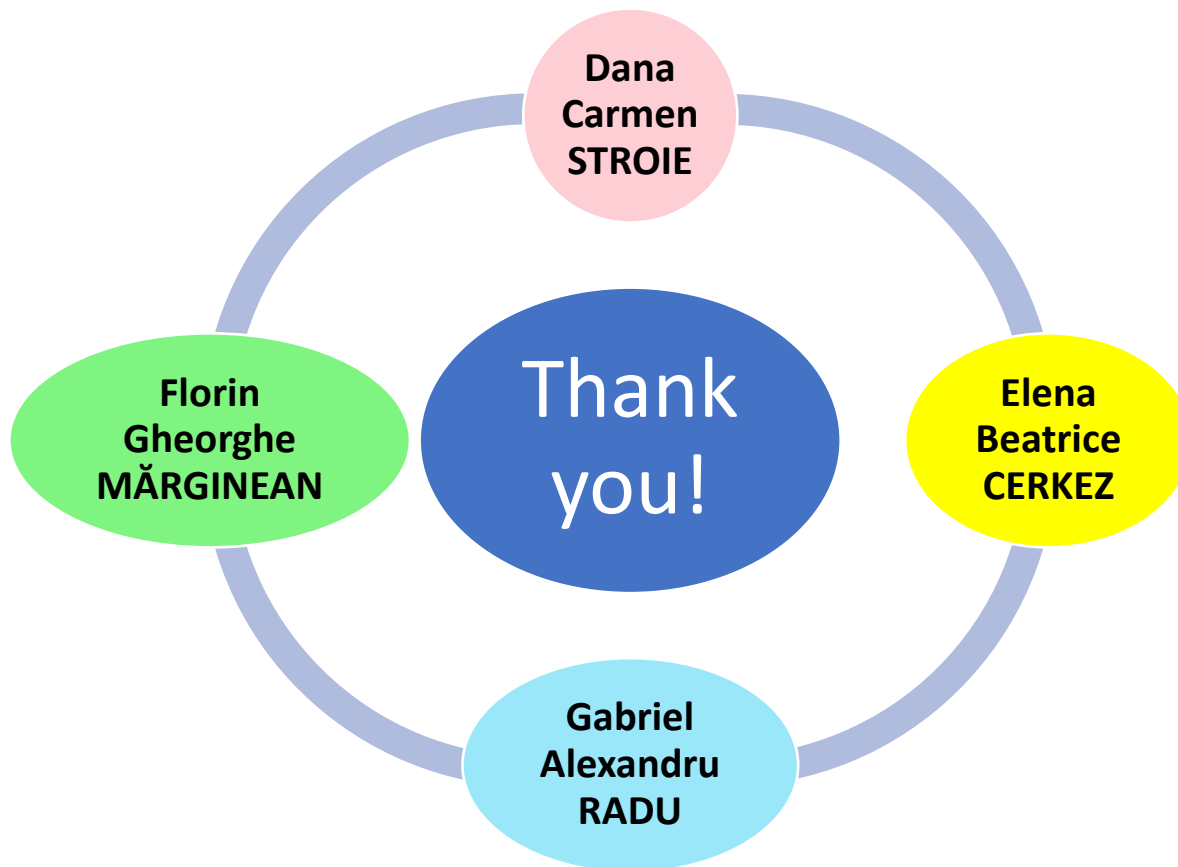 Dana
Carmen
STROIE
Florin
Gheorghe
MĂRGINEAN
Thank
you!
Elena
Beatrice
CERKEZ
Gabriel
Alexandru
RADU